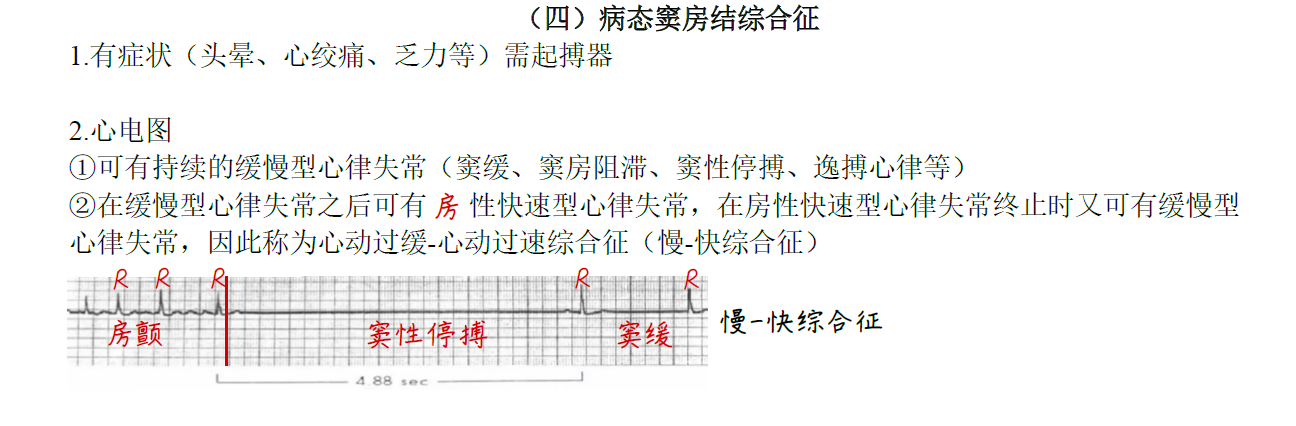 （四）病态窦房结综合征
1.有症状（头晕、心绞痛、乏力等）需起搏器
2.心电图
①可有持续的缓慢型心律失常（窦缓、窦房阻滞、窦性停搏、逸搏心律等）
②在缓慢型心律失常之后可有 房 性快速型心律失常，在房性快速型心律失常终止时又可有缓慢型
心律失常，因此称为心动过缓-心动过速综合征（慢-快综合征）
R R R R R
房颤 窦性停搏 窦缓 慢-快综合征
4.88 sec